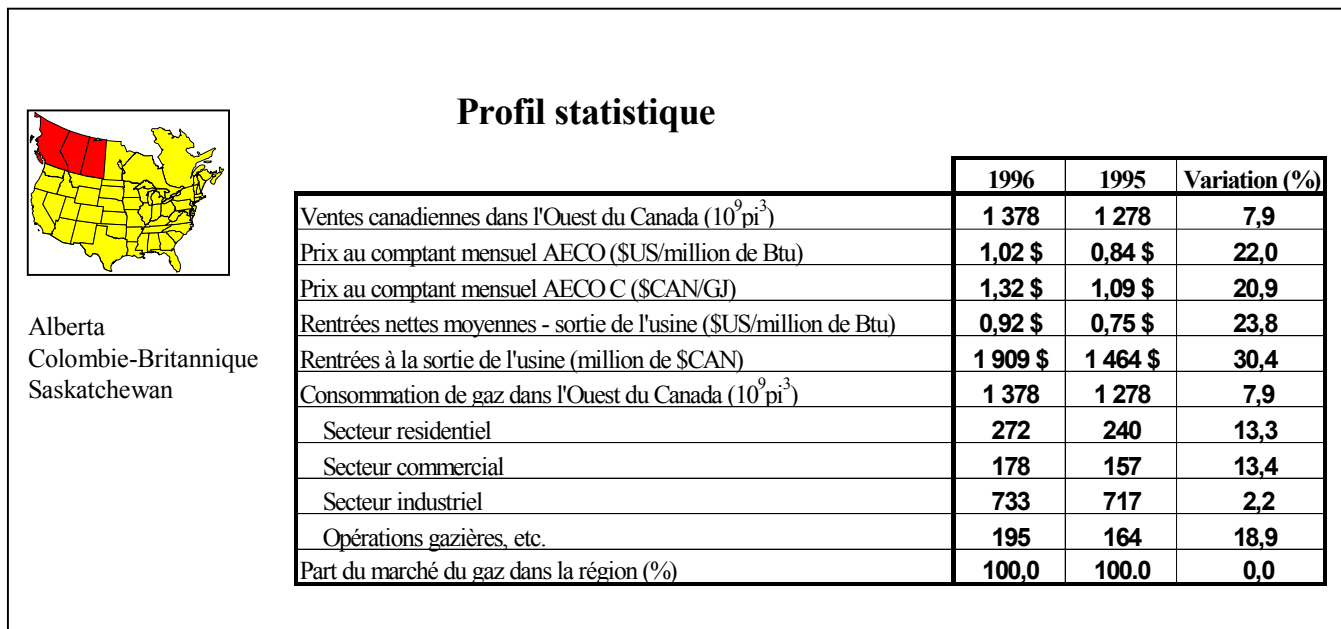 Profil statistique
Alberta
Colombie-Britannique
Saskatchewan
1996 1995 Variation (%)
Ventes canadiennes dans l'Ouest du Canada (10⁹pi³) 1 378 1 278 7,9
Prix au comptant mensuel AECO ($US/million de Btu) 1,02 $ 0,84 $ 22,0
Prix au comptant mensuel AECO C ($CAN/GJ) 1,32 $ 1,09 $ 20,9
Rentrées nettes moyennes - sortie de l'usine ($US/million de Btu) 0,92 $ 0,75 $ 23,8
Rentrées à la sortie de l'usine (million de $CAN) 1 909 $ 1 464 $ 30,4
Consommation de gaz dans l'Ouest du Canada (10⁹pi³) 1 378 1 278 7,9
Secteur residentiel 272 240 13,3
Secteur commercial 178 157 13,4
Secteur industriel 733 717 2,2
Opérations gazières, etc. 195 164 18,9
Part du marché du gaz dans la région (%) 100,0 100.0 0,0